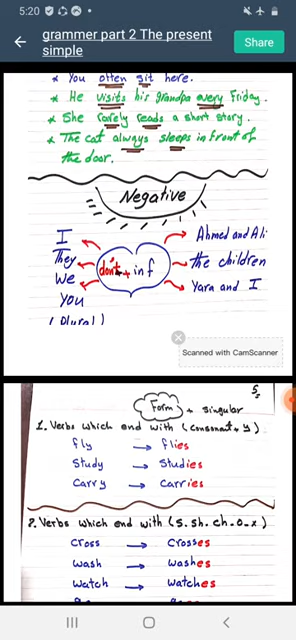 5:20
grammer part 2 The present
simple
Share
* You often sit here.
* He visits his grandpa every Friday.
* She rarely reads a short story.
* The cat always sleeps in front of
the door.
Negative
I
They
We
You
(Plural)
don't + inf
Ahmed and Ali
the children
Yara and I
Scanned with CamScanner
Form + Singular
1. Verbs which end with (consonant + y)
fly → flies
Study → Studies
Carry → Carries
2. Verbs which end with (s. sh. ch. o. x)
cross → crosses
wash → washes
watch → watches